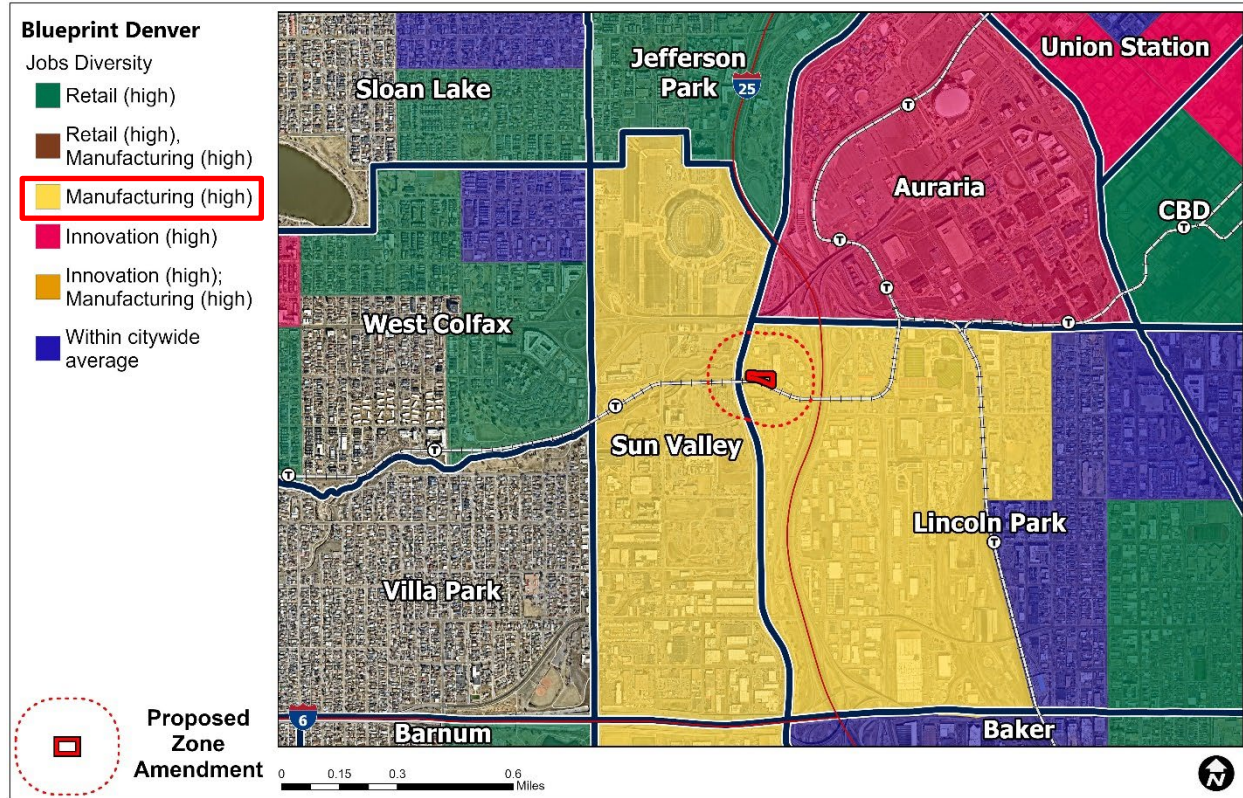 Blueprint Denver
Jobs Diversity
Retail (high)
Retail (high),
Manufacturing (high)
Manufacturing (high)
Innovation (high)
Innovation (high);
Manufacturing (high)
Within citywide
average
Proposed
Zone
Amendment
Sloan Lake
Jefferson
Park
25
Union Station
Auraria
CBD
T
T
T
T
T
West Colfax
T
T
T
Sun Valley
Lincoln Park
T
Villa Park
6
Barnum
Baker
0 0.15 0.3 0.6
Miles
N